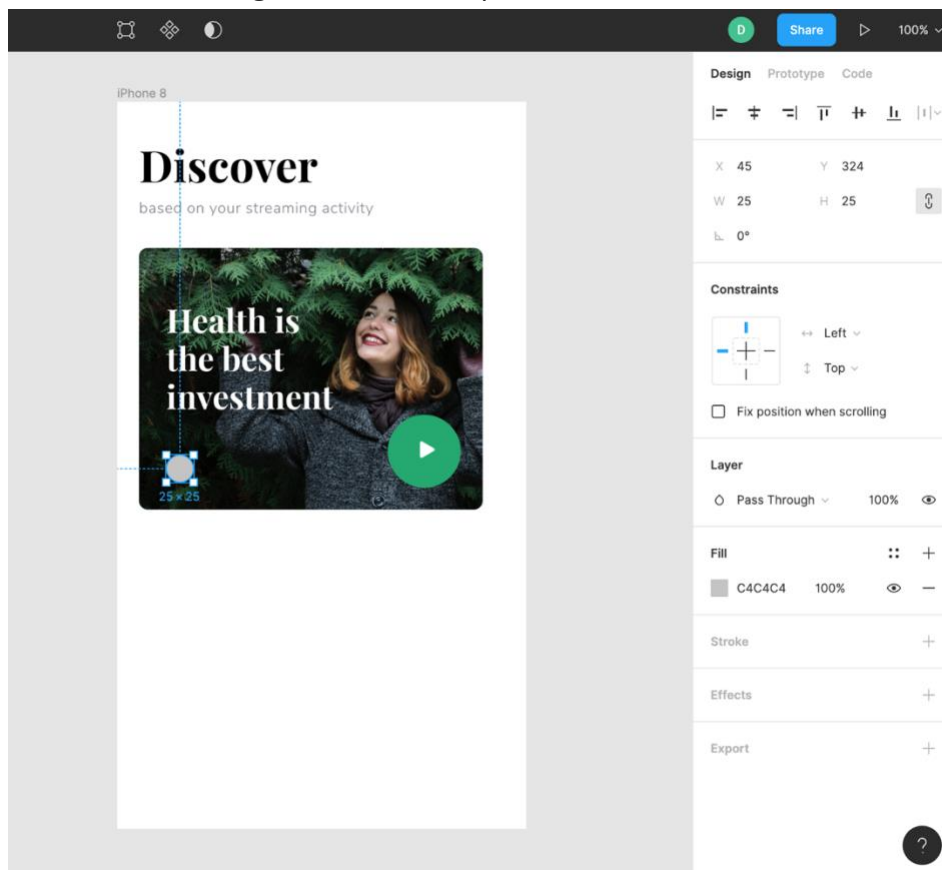 D
Share
100%
Design Prototype Code
iPhone 8
Discover
based on your streaming activity
Health is
the best
investment
25 × 25
X 45 Y 324
W 25 H 25
0°
Constraints
Left
Top
Fix position when scrolling
Layer
Pass Through 100%
Fill
C4C4C4 100%
Stroke
Effects
Export
?